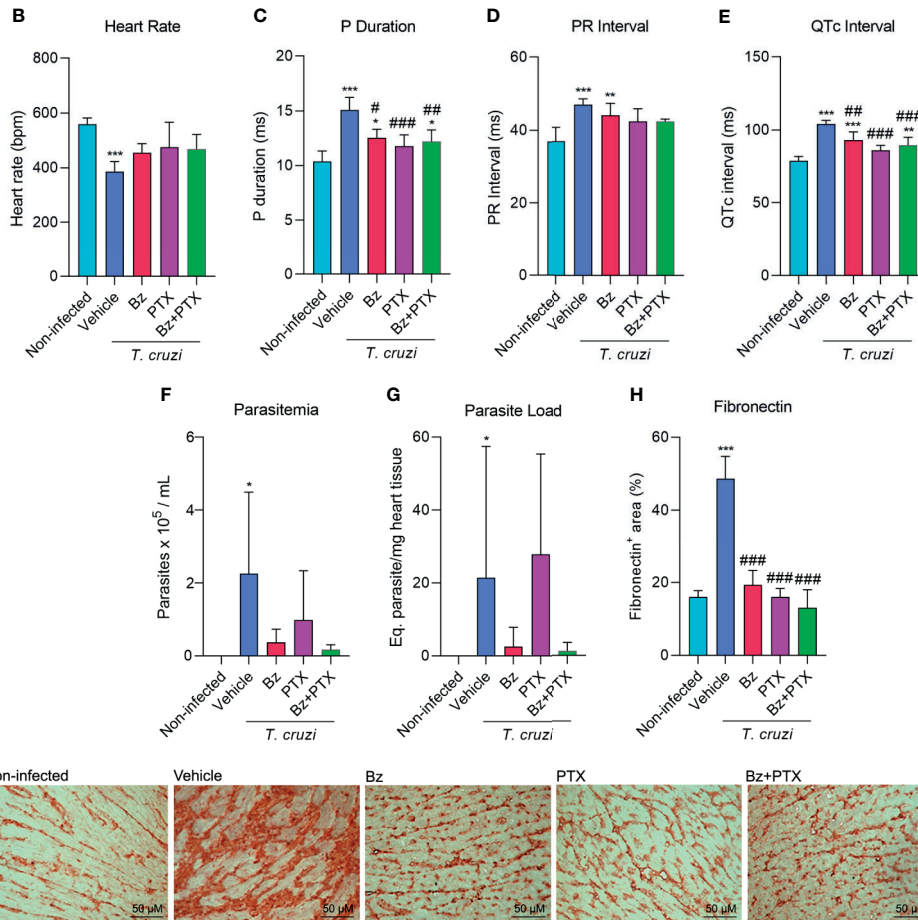 B
Heart Rate
Heart rate (bpm)
800
600
400
200
0
***
Non-infected
Vehicle
Bz
PTX
Bz+PTX
T. cruzi
C
P Duration
P duration (ms)
20
15
10
5
0
***
#
*
###
##
*
Non-infected
Vehicle
Bz
PTX
Bz+PTX
T. cruzi
D
PR Interval
PR Interval (ms)
60
40
20
0
***
**
Non-infected
Vehicle
Bz
PTX
Bz+PTX
T. cruzi
E
QTc Interval
QTc interval (ms)
150
100
50
0
***
##
***
###
###
**
Non-infected
Vehicle
Bz
PTX
Bz+PTX
T. cruzi
F
Parasitemia
Parasites x 10⁵ / mL
6
4
2
0
*
Non-infected
Vehicle
Bz
PTX
Bz+PTX
T. cruzi
G
Parasite Load
Eq. parasite/mg heart tissue
60
40
20
0
*
Non-infected
Vehicle
Bz
PTX
Bz+PTX
T. cruzi
H
Fibronectin
Fibronectin⁺ area (%)
60
40
20
0
***
###
###
###
Non-infected
Vehicle
Bz
PTX
Bz+PTX
T. cruzi
on-infected
Vehicle
Bz
PTX
Bz+PTX
50 µM
50 µM
50 µM
50 µM
50 µM